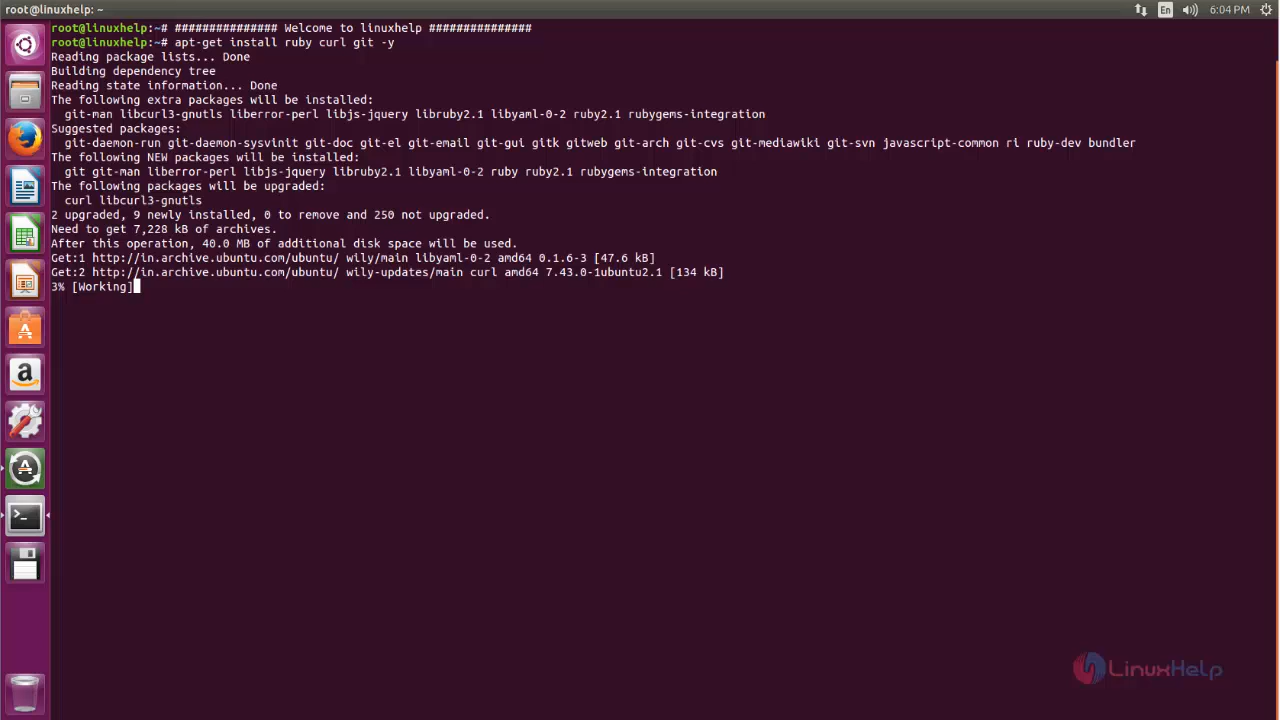 root@linuxhelp: ~
En
6:04 PM
root@linuxhelp:~# ############### Welcome to linuxhelp ###############
root@linuxhelp:~# apt-get install ruby curl git -y
Reading package lists... Done
Building dependency tree
Reading state information... Done
The following extra packages will be installed:
  git-man libcurl3-gnutls liberror-perl libjs-jquery libruby2.1 libyaml-0-2 ruby2.1 rubygems-integration
Suggested packages:
  git-daemon-run git-daemon-sysvinit git-doc git-el git-email git-gui gitk gitweb git-arch git-cvs git-mediawiki git-svn javascript-common ri ruby-dev bundler
The following NEW packages will be installed:
  git git-man liberror-perl libjs-jquery libruby2.1 libyaml-0-2 ruby ruby2.1 rubygems-integration
The following packages will be upgraded:
  curl libcurl3-gnutls
2 upgraded, 9 newly installed, 0 to remove and 250 not upgraded.
Need to get 7,228 kB of archives.
After this operation, 40.0 MB of additional disk space will be used.
Get:1 http://in.archive.ubuntu.com/ubuntu/ wily/main libyaml-0-2 amd64 0.1.6-3 [47.6 kB]
Get:2 http://in.archive.ubuntu.com/ubuntu/ wily-updates/main curl amd64 7.43.0-1ubuntu2.1 [134 kB]
3% [Working]
LinuxHelp